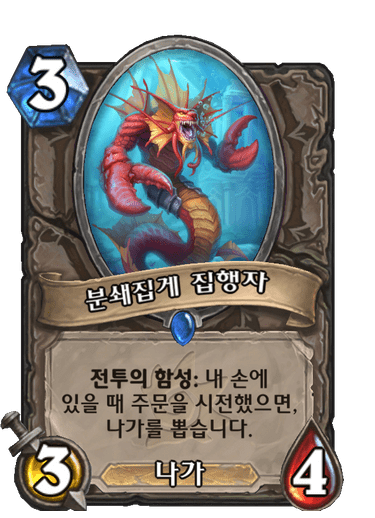 3
분쇄집게 집행자
전투의 함성: 내 손에
있을 때 주문을 시전했으면,
나가를 뽑습니다.
3
나가
4